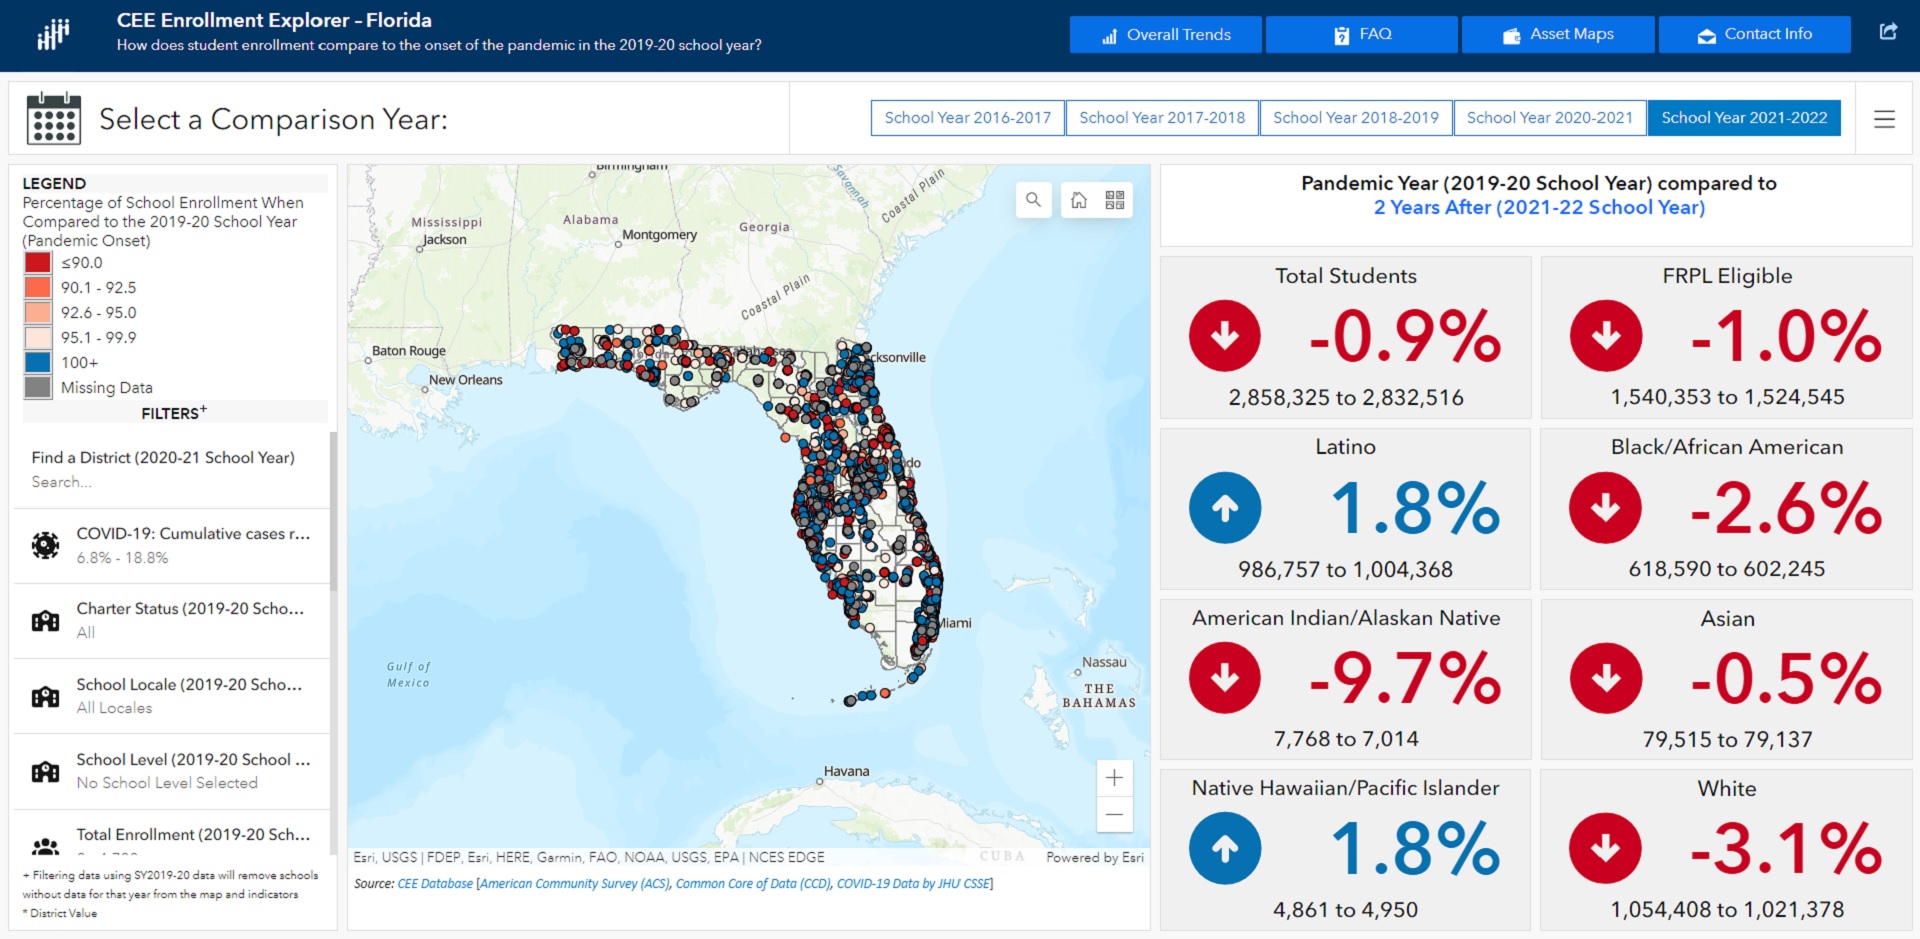 CEE Enrollment Explorer – Florida
How does student enrollment compare to the onset of the pandemic in the 2019-20 school year?
Overall Trends
FAQ
Asset Maps
Contact Info
Select a Comparison Year:
School Year 2016-2017
School Year 2017-2018
School Year 2018-2019
School Year 2020-2021
School Year 2021-2022
LEGEND
Percentage of School Enrollment When
Compared to the 2019-20 School Year
(Pandemic Onset)
≤90.0
90.1 - 92.5
92.6 - 95.0
95.1 - 99.9
100+
Missing Data
FILTERS+
Find a District (2020-21 School Year)
Search...
COVID-19: Cumulative cases r...
6.8% - 18.8%
Charter Status (2019-20 Scho...
All
School Locale (2019-20 Scho...
All Locales
School Level (2019-20 School ...
No School Level Selected
Total Enrollment (2019-20 Sch...
+ Filtering data using SY2019-20 data will remove schools
without data for that year from the map and indicators
* District Value
Birmingham
Savannah
Coastal Plain
Mississippi
Alabama
Georgia
Jackson
Montgomery
Coastal Plain
Baton Rouge
cksonville
New Orleans
do
Miami
Gulf of
Mexico
Nassau
THE
BAHAMAS
Havana
CUBA
Esri, USGS | FDEP, Esri, HERE, Garmin, FAO, NOAA, USGS, EPA | NCES EDGE
Powered by Esri
Source: CEE Database [American Community Survey (ACS), Common Core of Data (CCD), COVID-19 Data by JHU CSSE]
Pandemic Year (2019-20 School Year) compared to
2 Years After (2021-22 School Year)
Total Students
-0.9%
2,858,325 to 2,832,516
FRPL Eligible
-1.0%
1,540,353 to 1,524,545
Latino
1.8%
986,757 to 1,004,368
Black/African American
-2.6%
618,590 to 602,245
American Indian/Alaskan Native
-9.7%
7,768 to 7,014
Asian
-0.5%
79,515 to 79,137
Native Hawaiian/Pacific Islander
1.8%
4,861 to 4,950
White
-3.1%
1,054,408 to 1,021,378